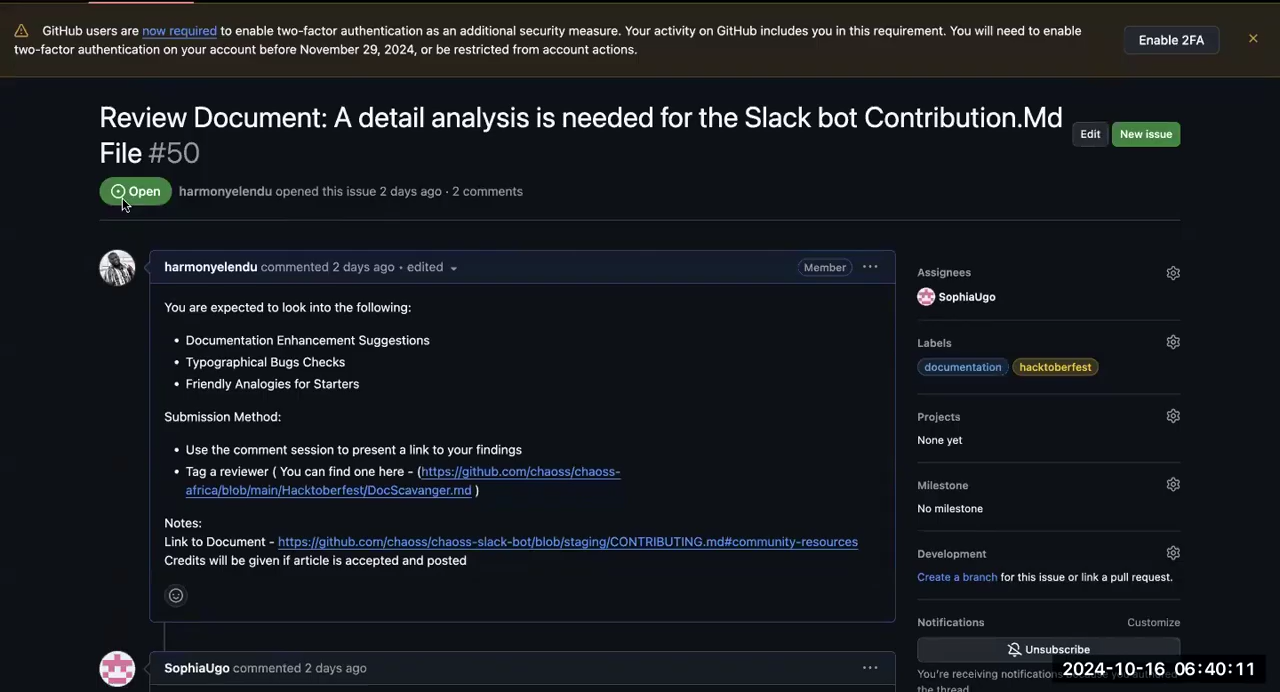 GitHub users are now required to enable two-factor authentication as an additional security measure. Your activity on GitHub includes you in this requirement. You will need to enable
two-factor authentication on your account before November 29, 2024, or be restricted from account actions.
Enable 2FA
Review Document: A detail analysis is needed for the Slack bot Contribution.Md
File #50
Edit
New issue
Open
harmonyelendu opened this issue 2 days ago · 2 comments
harmonyelendu commented 2 days ago • edited
Member
You are expected to look into the following:
• Documentation Enhancement Suggestions
• Typographical Bugs Checks
• Friendly Analogies for Starters
Submission Method:
• Use the comment session to present a link to your findings
• Tag a reviewer ( You can find one here - (https://github.com/chaoss/chaoss-
africa/blob/main/Hacktoberfest/DocScavanger.md )
Notes:
Link to Document - https://github.com/chaoss/chaoss-slack-bot/blob/staging/CONTRIBUTING.md#community-resources
Credits will be given if article is accepted and posted
SophiaUgo commented 2 days ago
Assignees
SophiaUgo
Labels
documentation hacktoberfest
Projects
None yet
Milestone
No milestone
Development
Create a branch for this issue or link a pull request.
Notifications
Customize
Unsubscribe
You're receiving notifications
the thread.
2024-10-16 06:40:11